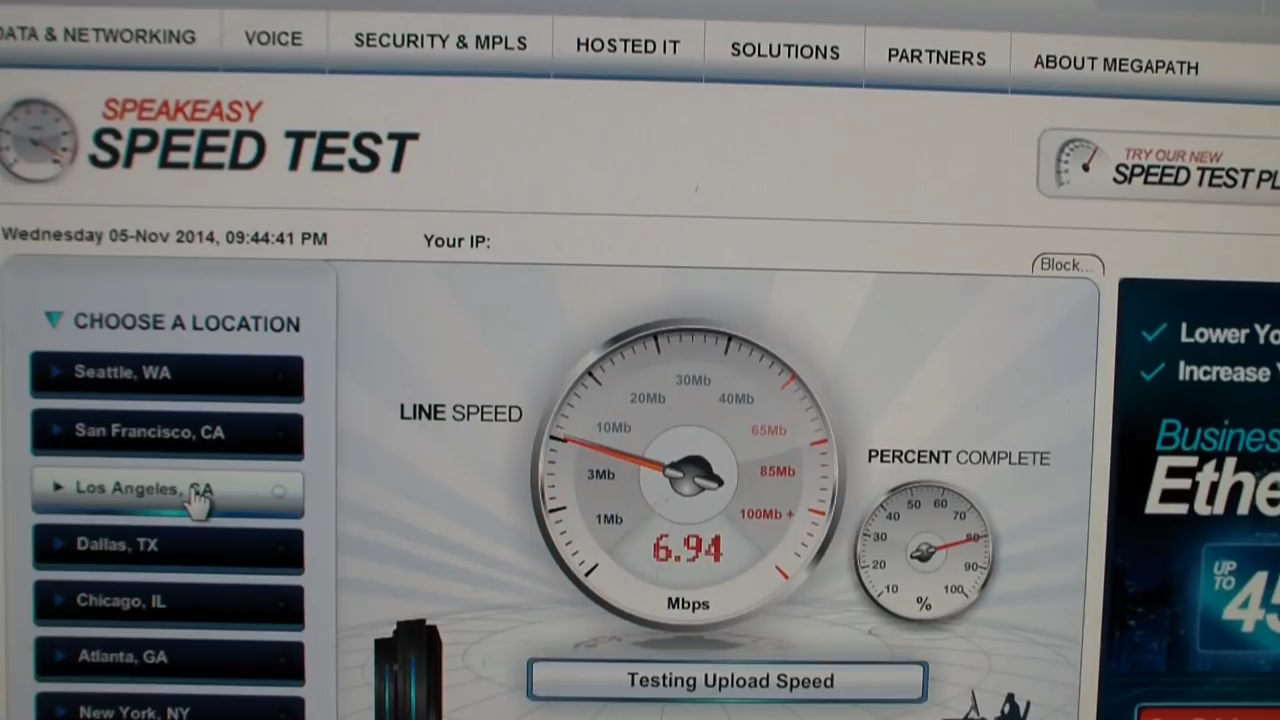 DATA & NETWORKING VOICE SECURITY & MPLS HOSTED IT SOLUTIONS PARTNERS ABOUT MEGAPATH
SPEAKEASY
SPEED TEST
TRY OUR NEW
SPEED TEST PL
Wednesday 05-Nov 2014, 09:44:41 PM
Your IP:
Block...
CHOOSE A LOCATION
Seattle, WA
San Francisco, CA
Los Angeles, CA
Dallas, TX
Chicago, IL
Atlanta, GA
New York, NY
LINE SPEED
1Mb
3Mb
10Mb
20Mb
30Mb
40Mb
65Mb
85Mb
100Mb +
6.94
Mbps
PERCENT COMPLETE
10
20
30
40
50
60
70
80
90
100
%
Testing Upload Speed
Lower Yo
Increase
Business
Ethe
UP
TO
45